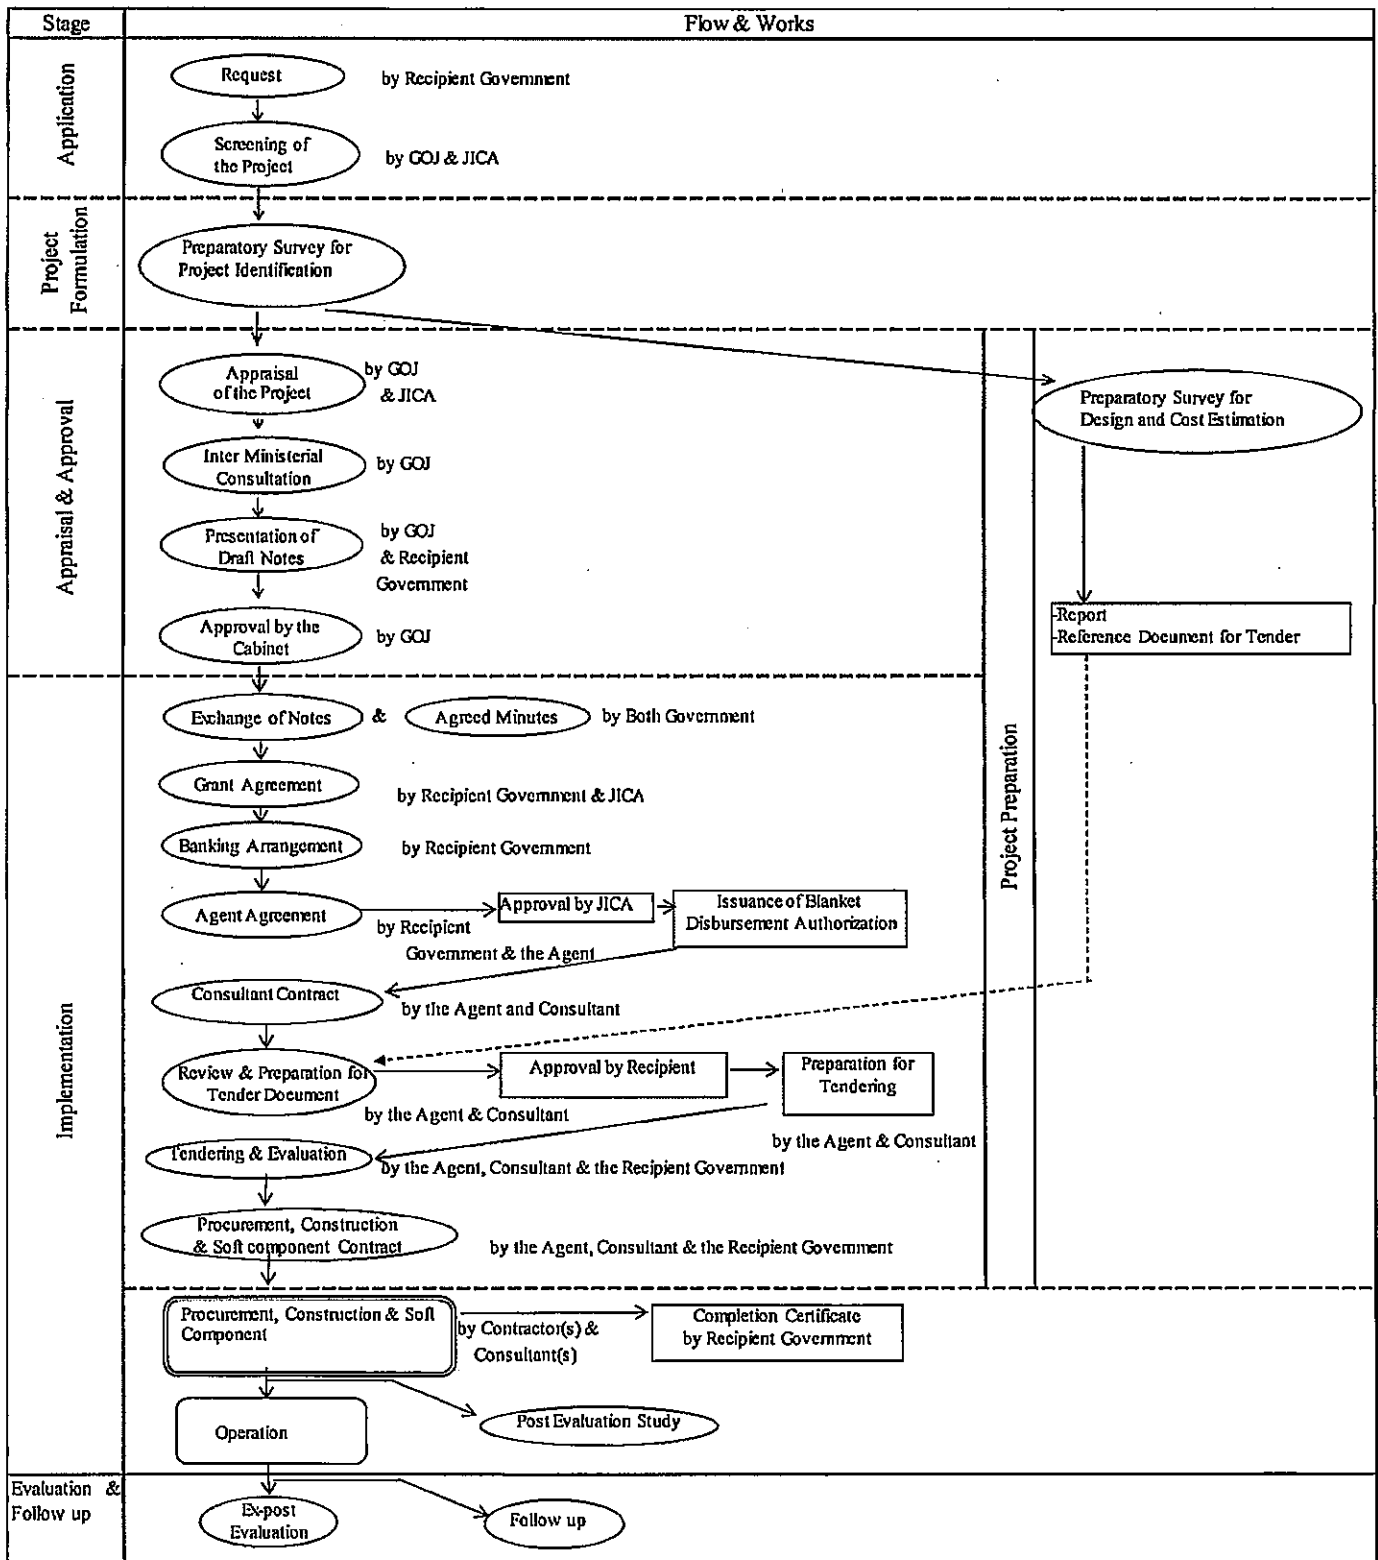 Stage
Flow & Works
Application
Request
by Recipient Government
Screening of
the Project
by GOJ & JICA
Project
Formulation
Preparatory Survey for
Project Identification
Appraisal & Approval
Appraisal
of the Project
by GOJ
& JICA
Inter Ministerial
Consultation
by GOJ
Presentation of
Draft Notes
by GOJ
& Recipient
Government
Approval by the
Cabinet
by GOJ
Project Preparation
Preparatory Survey for
Design and Cost Estimation
-Report
-Reference Document for Tender
Implementation
Exchange of Notes
&
Agreed Minutes
by Both Government
Grant Agreement
by Recipient Government & JICA
Banking Arrangement
by Recipient Government
Agent Agreement
by Recipient
Government & the Agent
Approval by JICA
Issuance of Blanket
Disbursement Authorization
Consultant Contract
by the Agent and Consultant
Review & Preparation for
Tender Document
by the Agent & Consultant
Approval by Recipient
Preparation for
Tendering
by the Agent & Consultant
Tendering & Evaluation
by the Agent, Consultant & the Recipient Government
Procurement, Construction
& Soft component Contract
by the Agent, Consultant & the Recipient Government
Procurement, Construction & Soft
Component
by Contractor(s) &
Consultant(s)
Completion Certificate
by Recipient Government
Operation
Post Evaluation Study
Evaluation &
Follow up
Ex-post
Evaluation
Follow up